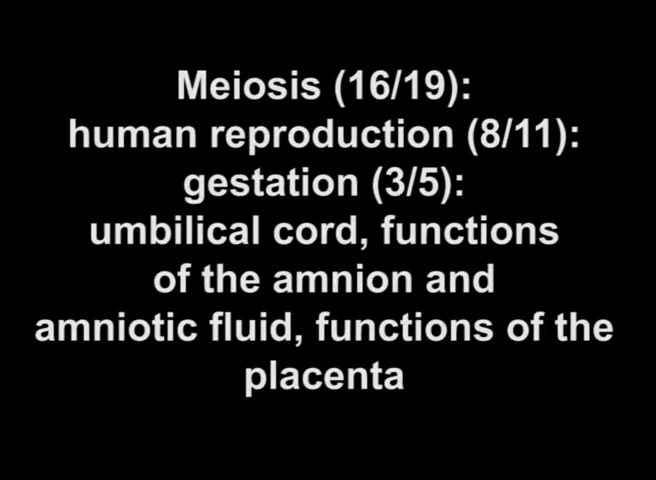 Meiosis (16/19):
human reproduction (8/11):
gestation (3/5):
umbilical cord, functions
of the amnion and
amniotic fluid, functions of the
placenta